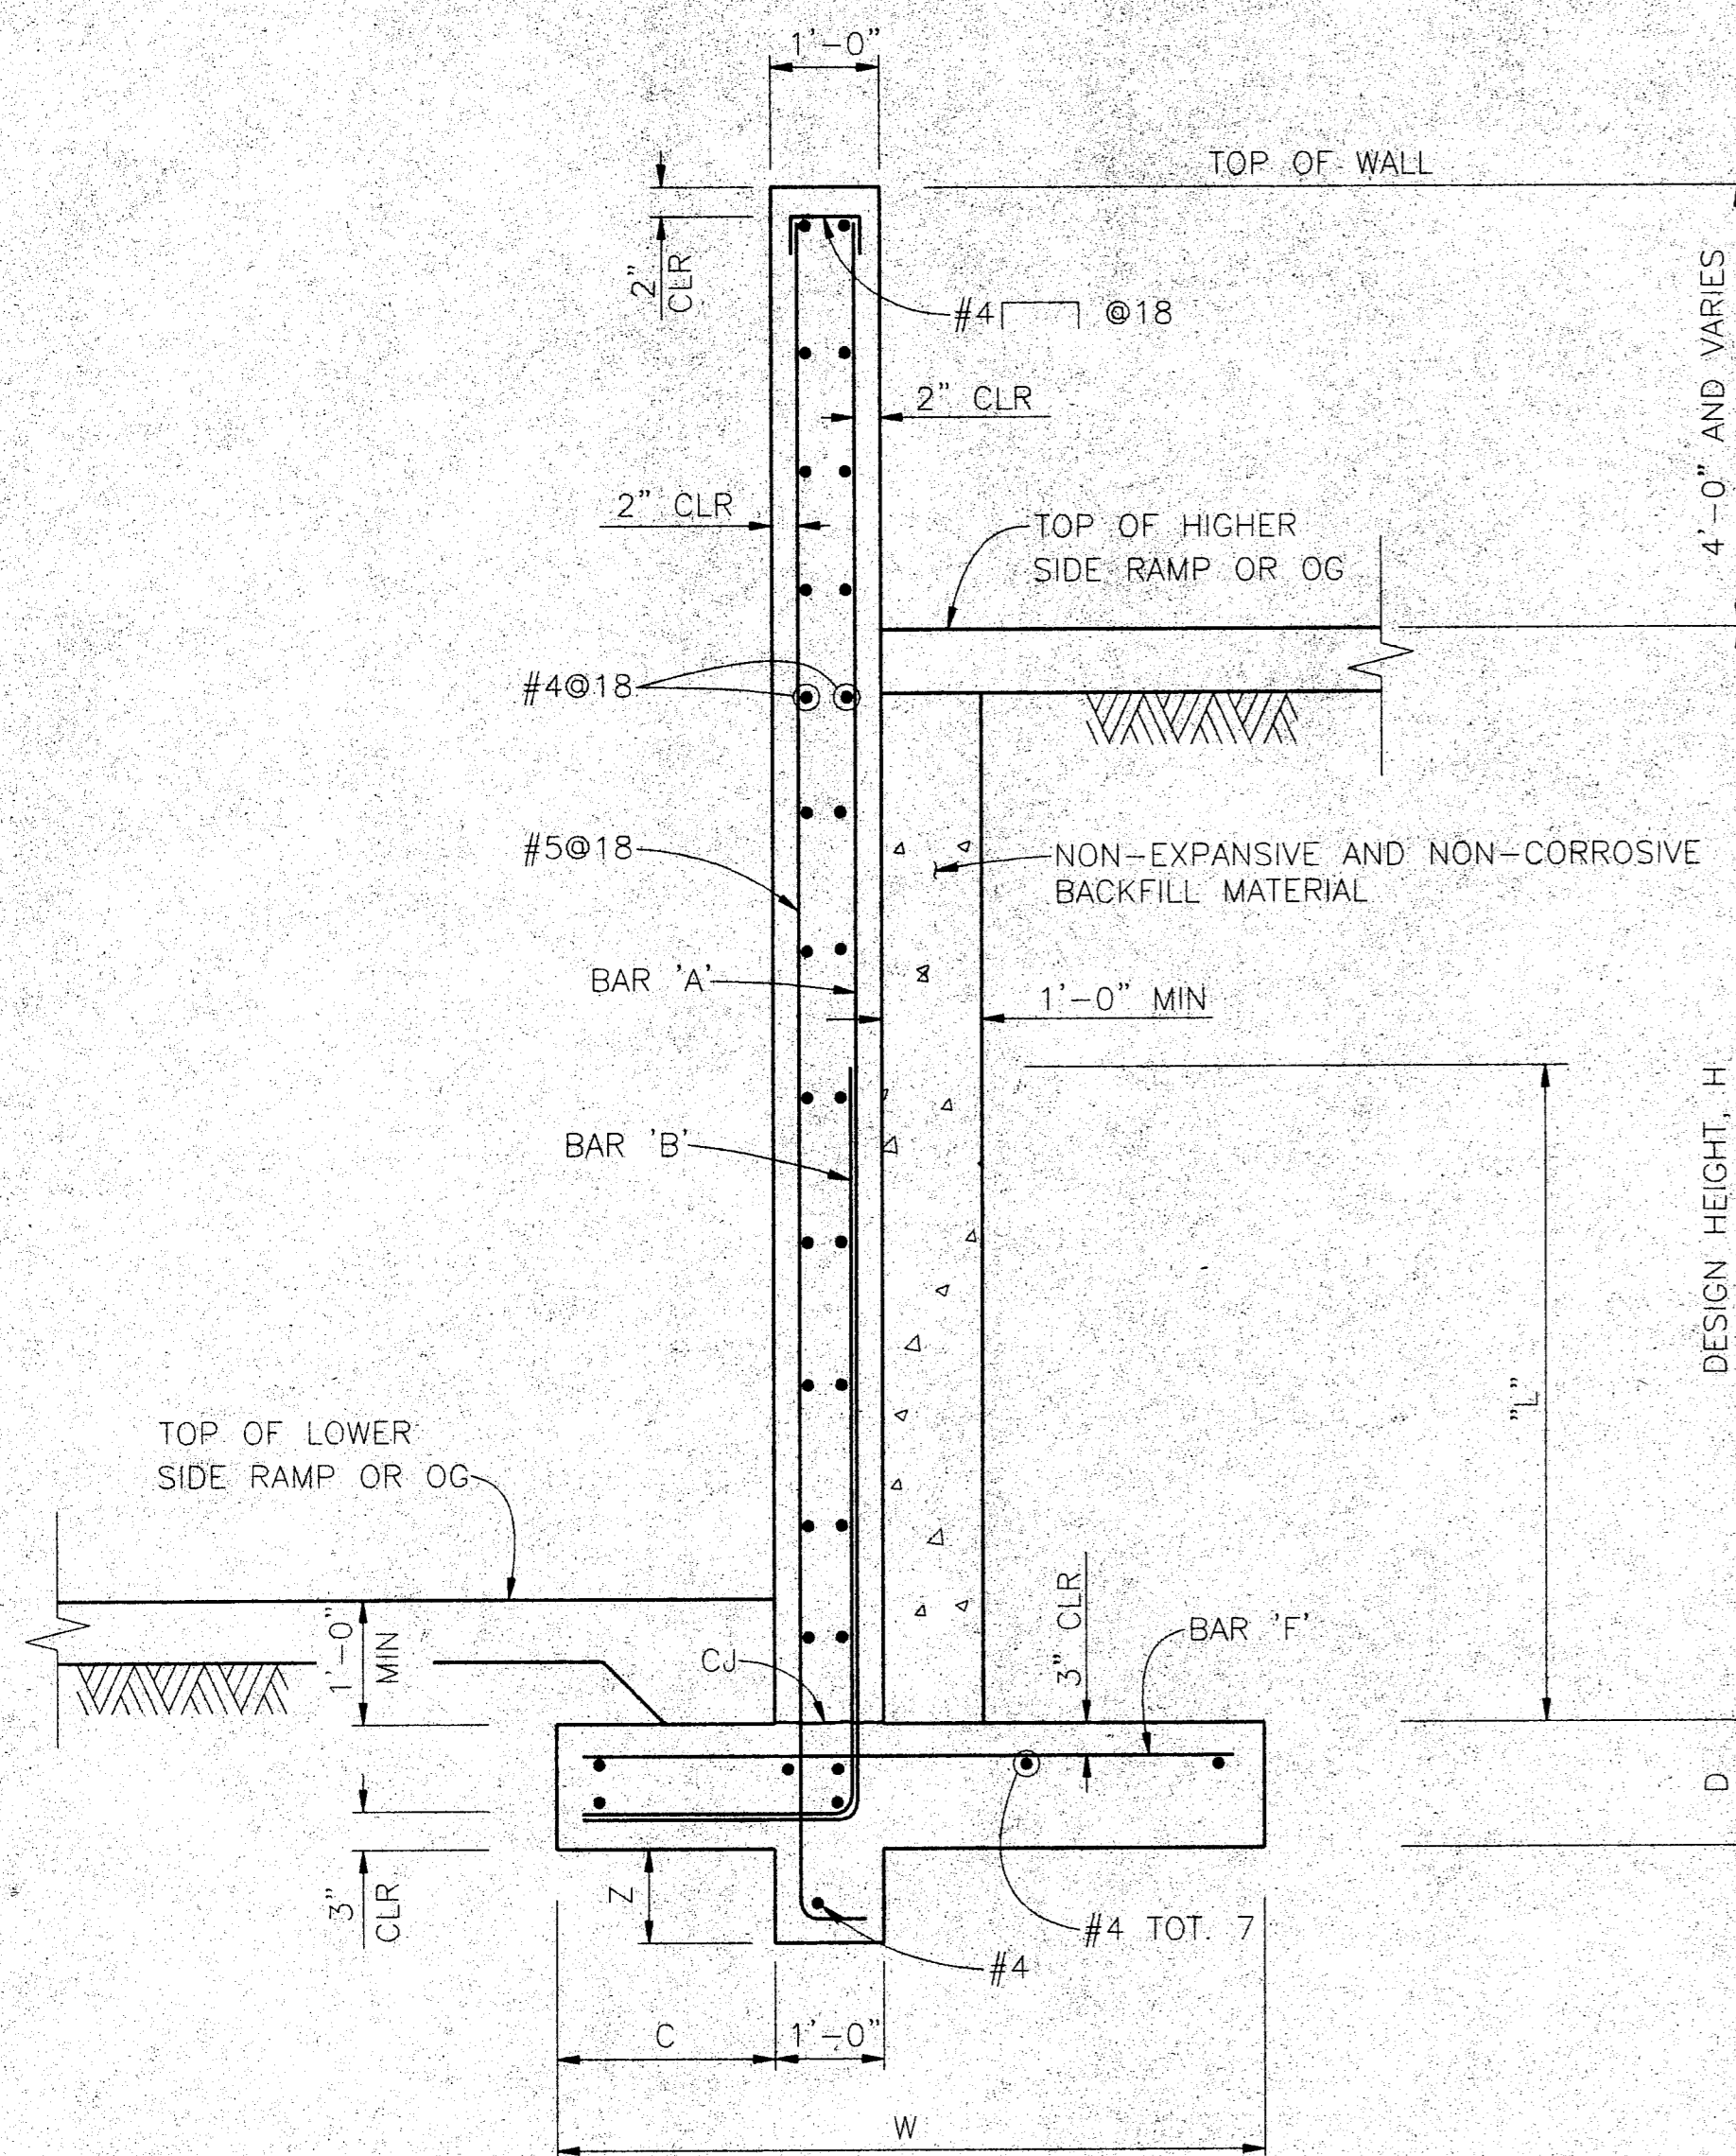 1'-0"
TOP OF WALL
2"
CLR
#4 @18
4'-0" AND VARIES
2" CLR
2" CLR
TOP OF HIGHER
SIDE RAMP OR OG
#4@18
#5@18
NON-EXPANSIVE AND NON-CORROSIVE
BACKFILL MATERIAL
BAR 'A'
1'-0" MIN
BAR 'B'
DESIGN HEIGHT, H
"L"
TOP OF LOWER
SIDE RAMP OR OG
1'-0"
MIN
CJ
3" CLR
BAR 'F'
D
3"
CLR
Z
#4 TOT. 7
#4
C
1'-0"
W